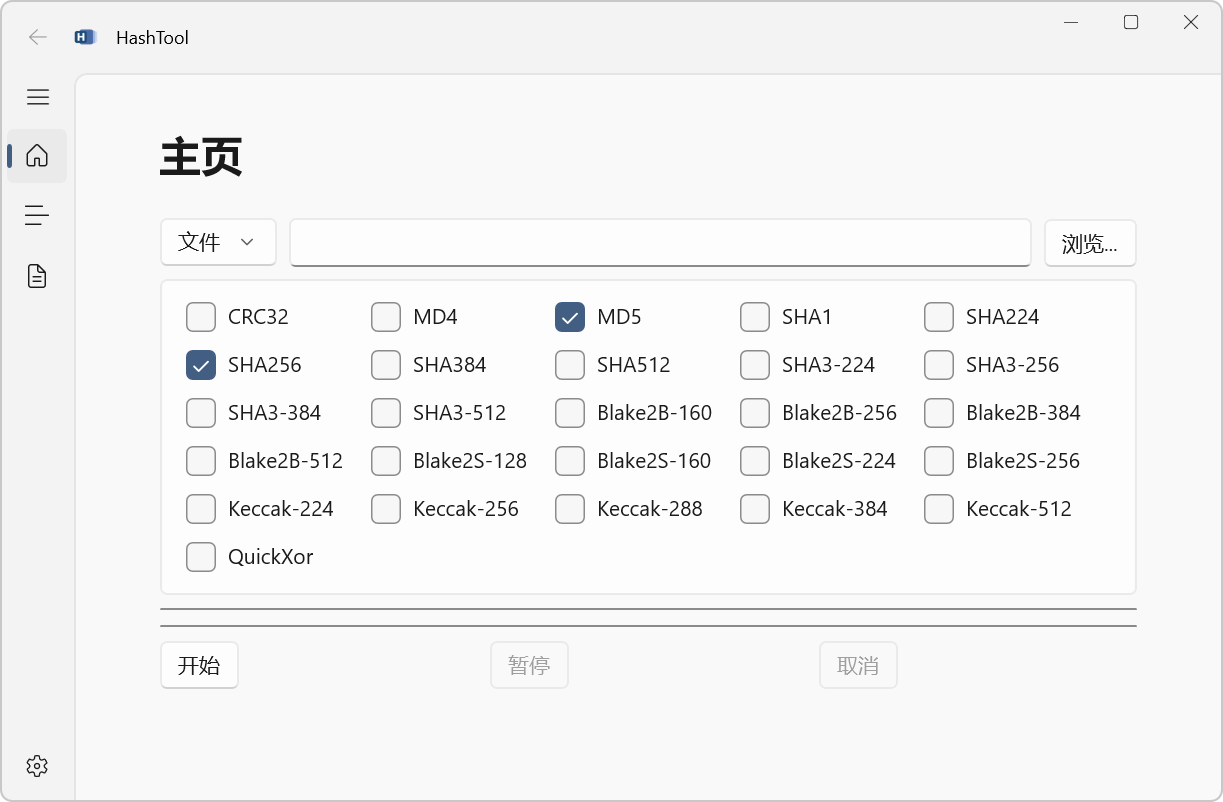 HashTool
主页
文件 浏览...
CRC32 MD4 MD5 SHA1 SHA224
SHA256 SHA384 SHA512 SHA3-224 SHA3-256
SHA3-384 SHA3-512 Blake2B-160 Blake2B-256 Blake2B-384
Blake2B-512 Blake2S-128 Blake2S-160 Blake2S-224 Blake2S-256
Keccak-224 Keccak-256 Keccak-288 Keccak-384 Keccak-512
QuickXor
开始 暂停 取消